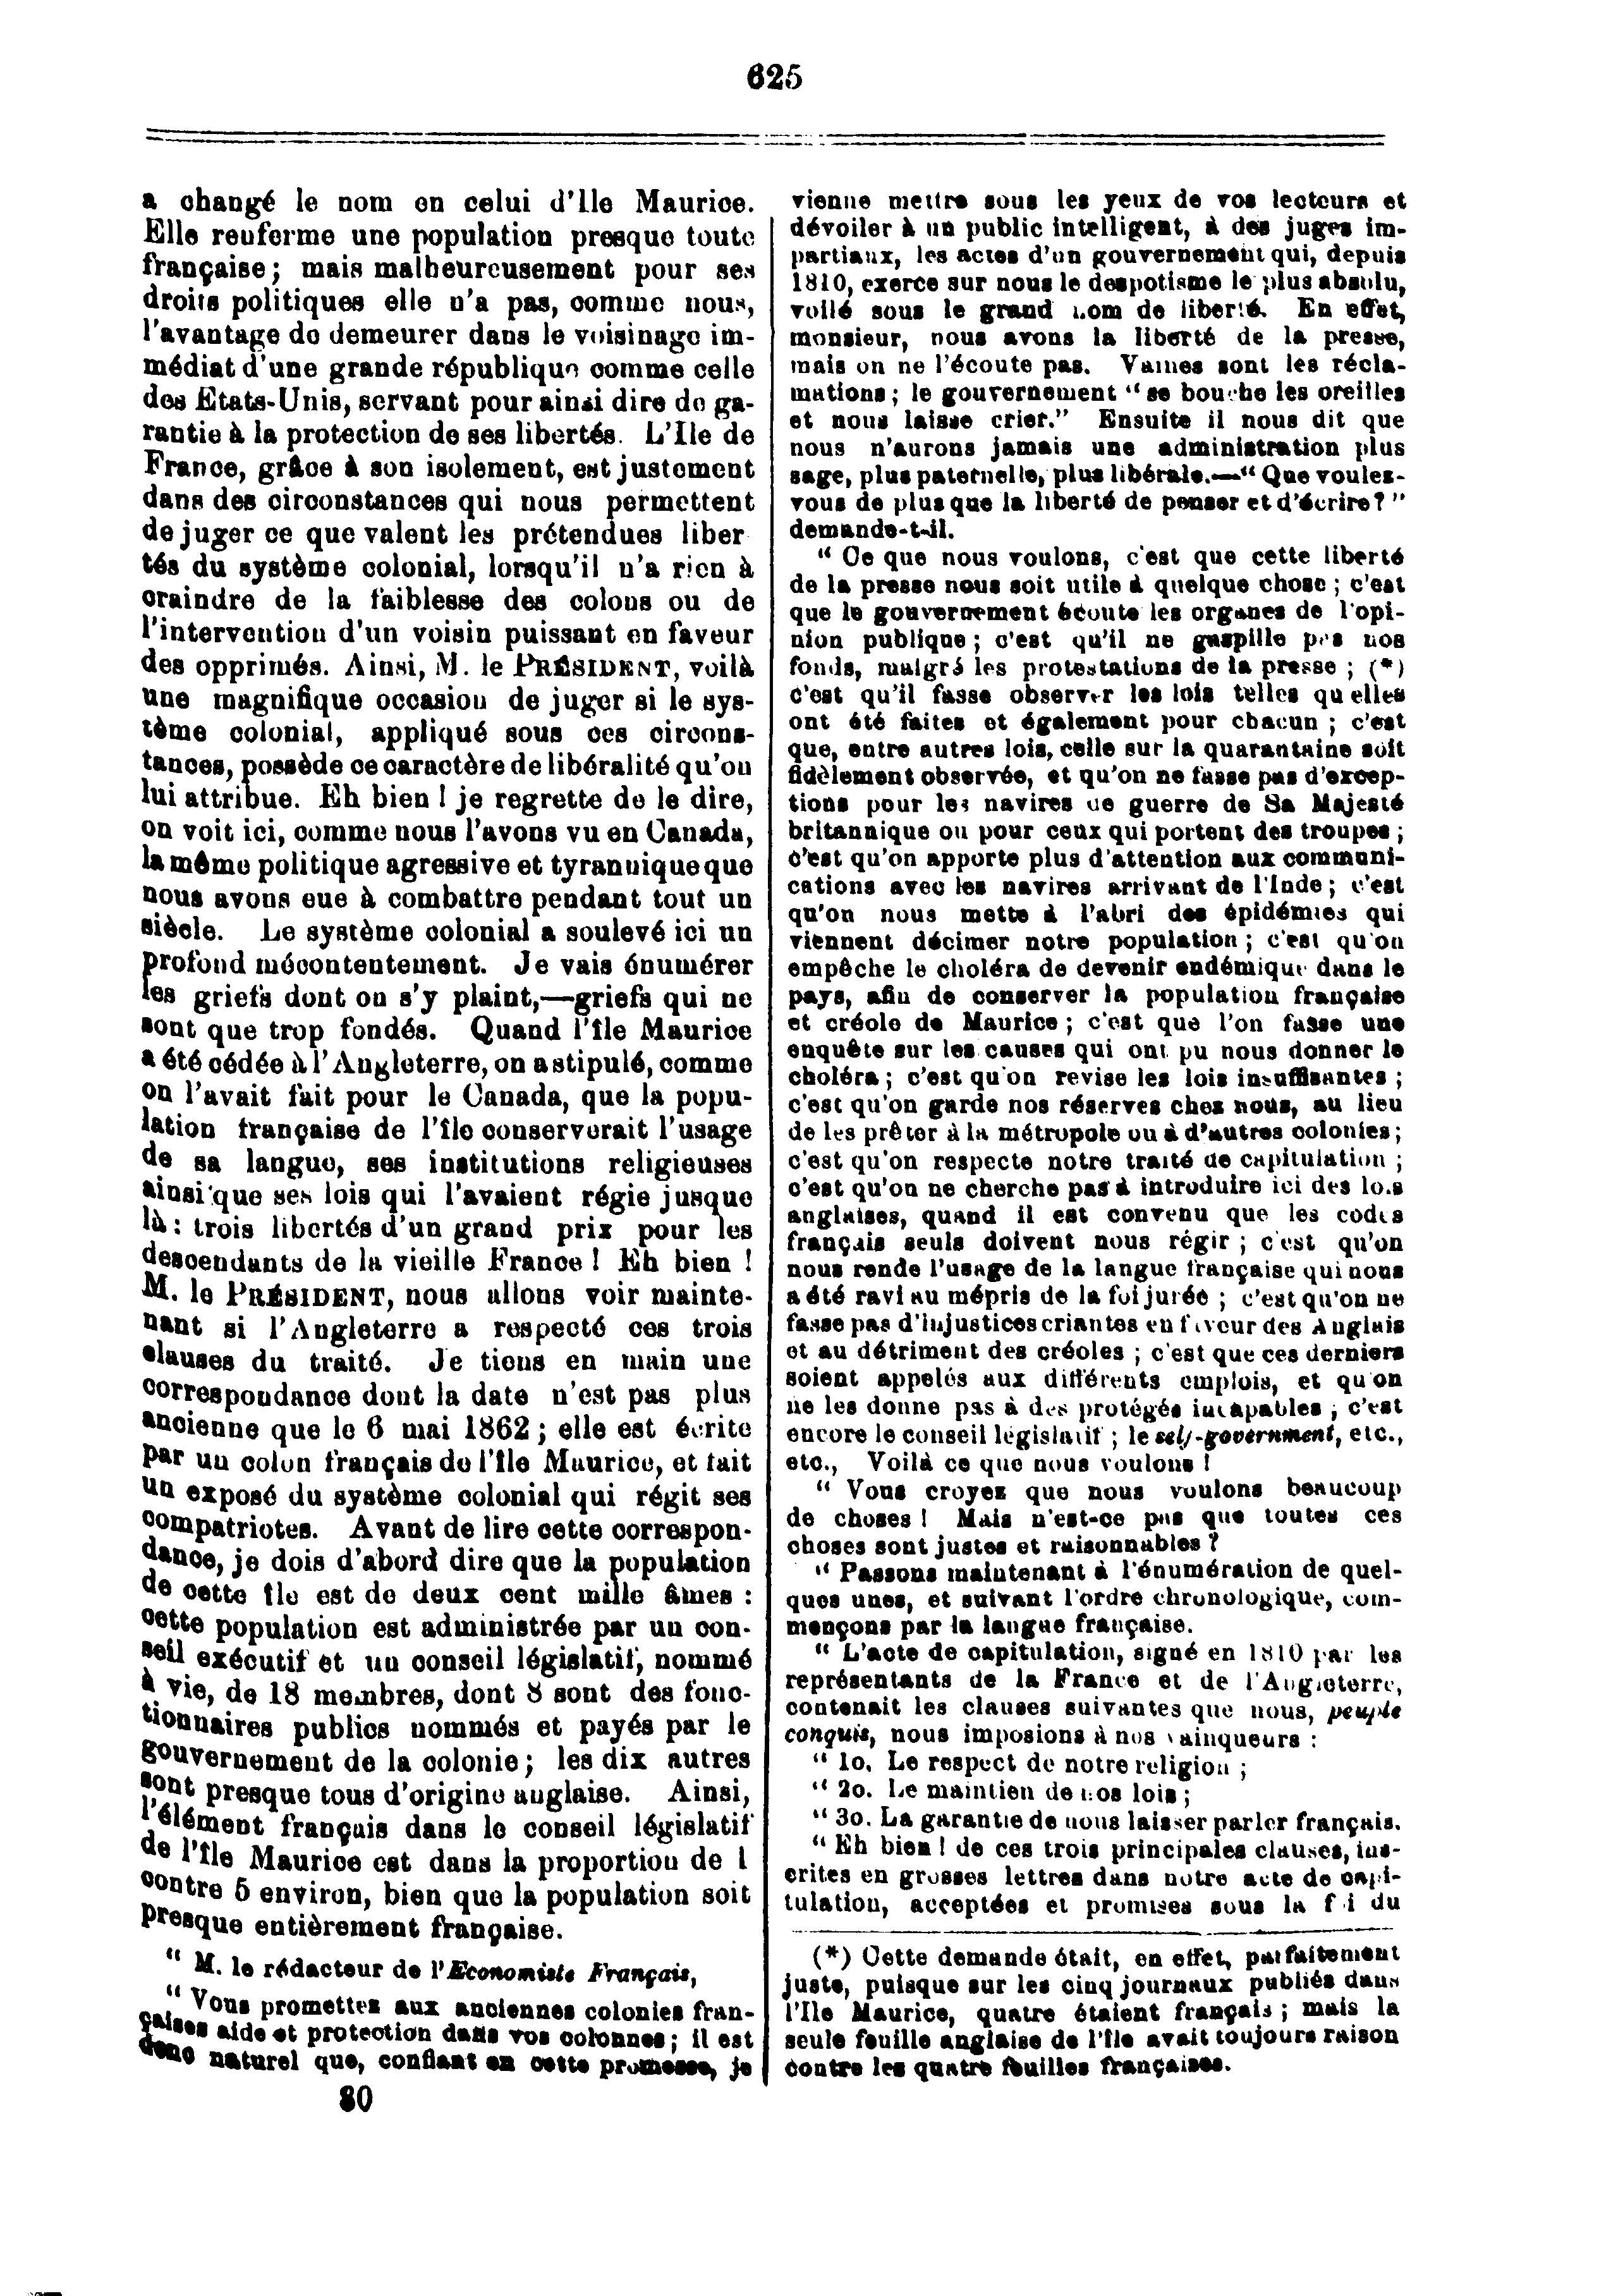 625
a changé le nom en celui d'Ile Maurice.
Elle renferme une population presque toute
française; mais malheureusement pour ses
droits politiques elle n'a pas, comme nous,
l'avantage de demeurer dans le voisinage im-
médiat d'une grande république comme celle
des Etats-Unis, servant pour ainsi dire de ga-
rantie à la protection de ses libertés. L'Ile de
France, grâce à son isolement, est justement
dans des circonstances qui nous permettent
de juger ce que valent les prétendues liber
tés du système colonial, lorsqu'il n'a rien à
craindre de la faiblesse des colons ou de
l'intervention d'un voisin puissant en faveur
des opprimés. Ainsi, M. le PRÉSIDENT, voilà
une magnifique occasion de juger si le sys-
tème colonial, appliqué sous ces circons-
tances, possède ce caractère de libéralité qu'on
lui attribue. Eh bien ! je regrette de le dire,
on voit ici, comme nous l'avons vu en Canada,
la même politique agressive et tyrannique que
nous avons eue à combattre pendant tout un
siècle. Le système colonial a soulevé ici un
profond mécontentement. Je vais énumérer
les griefs dont on s'y plaint,—griefs qui ne
sont que trop fondés. Quand l'île Maurice
a été cédée à l'Angleterre, on a stipulé, comme
on l'avait fait pour le Canada, que la popu-
lation française de l'île conserverait l'usage
de sa langue, ses institutions religieuses
ainsi que ses lois qui l'avaient régie jusque
là : trois libertés d'un grand prix pour les
descendants de la vieille France ! Eh bien !
M. le PRÉSIDENT, nous allons voir mainte-
nant si l'Angleterre a respecté ces trois
clauses du traité. Je tiens en main une
correspondance dont la date n'est pas plus
ancienne que le 6 mai 1862 ; elle est écrite
par un colon français de l'île Maurice, et fait
un exposé du système colonial qui régit ses
compatriotes. Avant de lire cette correspon-
dance, je dois d'abord dire que la population
de cette île est de deux cent mille âmes :
cette population est administrée par un con-
seil exécutif et un conseil législatif, nommé
à vie, de 18 membres, dont 8 sont des fonc-
tionnaires publics nommés et payés par le
gouvernement de la colonie; les dix autres
sont presque tous d'origine anglaise. Ainsi,
l'élément français dans le conseil législatif
de l'île Maurice est dans la proportion de 1
contre 5 environ, bien que la population soit
presque entièrement française.
“ M. le rédacteur de l'Economiste Français,
“ Vous promettez aux anciennes colonies fran-
çaises aide et protection dans vos colonnes ; il est
donc naturel que, confiant en cette promesse, je
80
vienne mettre sous les yeux de vos lecteurs et
dévoiler à un public intelligent, à des juges im-
partiaux, les actes d'un gouvernement qui, depuis
1810, exerce sur nous le despotisme le plus absolu,
voilé sous le grand nom de liberté. En effet,
monsieur, nous avons la liberté de la presse,
mais on ne l'écoute pas. Vaines sont les récla-
mations ; le gouvernement “ se bouche les oreilles
et nous laisse crier.” Ensuite il nous dit que
nous n'aurons jamais une administration plus
sage, plus paternelle, plus libérale.—“ Que voulez-
vous de plus que la liberté de penser et d'écrire ? ”
demande-t-il.
“ Ce que nous voulons, c'est que cette liberté
de la presse nous soit utile à quelque chose ; c'est
que le gouvernement écoute les organes de l'opi-
nion publique ; c'est qu'il ne gaspille pas nos
fonds, malgré les protestations de la presse ; (*)
c'est qu'il fasse observer les lois telles qu'elles
ont été faites et également pour chacun ; c'est
que, entre autres lois, celle sur la quarantaine soit
fidèlement observée, et qu'on ne fasse pas d'excep-
tions pour les navires de guerre de Sa Majesté
britannique ou pour ceux qui portent des troupes ;
c'est qu'on apporte plus d'attention aux communi-
cations avec les navires arrivant de l'Inde ; c'est
qu'on nous mette à l'abri des épidémies qui
viennent décimer notre population ; c'est qu'on
empêche le choléra de devenir endémique dans le
pays, afin de conserver la population française
et créole de Maurice ; c'est que l'on fasse une
enquête sur les causes qui ont pu nous donner le
choléra ; c'est qu'on revise les lois insuffisantes ;
c'est qu'on garde nos réserves chez nous, au lieu
de les prêter à la métropole ou à d'autres colonies ;
c'est qu'on respecte notre traité de capitulation ;
c'est qu'on ne cherche pas à introduire ici des lois
anglaises, quand il est convenu que les codes
français seuls doivent nous régir ; c'est qu'on
nous rende l'usage de la langue française qui nous
a été ravi au mépris de la foi jurée ; c'est qu'on ne
fasse pas d'injustices criantes en faveur des Anglais
et au détriment des créoles ; c'est que ces derniers
soient appelés aux différents emplois, et qu'on
ne les donne pas à des protégés incapables ; c'est
encore le conseil législatif ; le self-government, etc.,
etc., Voilà ce que nous voulons !
“ Vous croyez que nous voulons beaucoup
de choses ! Mais n'est-ce pas que toutes ces
choses sont justes et raisonnables ?
“ Passons maintenant à l'énumération de quel-
ques unes, et suivant l'ordre chronologique, com-
mençons par la langue française.
“ L'acte de capitulation, signé en 1810 par les
représentants de la France et de l'Angleterre,
contenait les clauses suivantes que nous, peuple
conquis, nous imposions à nos vainqueurs :
“ 1o. Le respect de notre religion ;
“ 2o. Le maintien de nos lois ;
“ 3o. La garantie de nous laisser parler français.
“ Eh bien ! de ces trois principales clauses, ins-
crites en grosses lettres dans notre acte de capi-
tulation, acceptées et promises sous la foi du
(*) Cette demande était, en effet, parfaitement
juste, puisque sur les cinq journaux publiés dans
l'Ile Maurice, quatre étaient français ; mais la
seule feuille anglaise de l'île avait toujours raison
contre les quatre feuilles françaises.